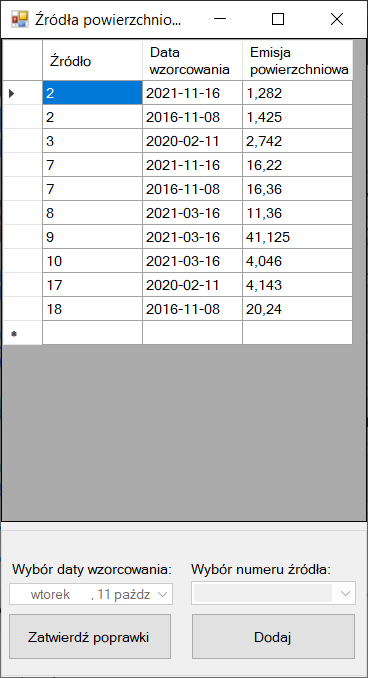 Źródła powierzchnio...
Źródło Data wzorcowania Emisja powierzchniowa
2 2021-11-16 1,282
2 2016-11-08 1,425
3 2020-02-11 2,742
7 2021-11-16 16,22
7 2016-11-08 16,36
8 2021-03-16 11,36
9 2021-03-16 41,125
10 2021-03-16 4,046
17 2020-02-11 4,143
18 2016-11-08 20,24
Wybór daty wzorcowania: Wybór numeru źródła:
wtorek , 11 paźdz
Zatwierdź poprawki Dodaj